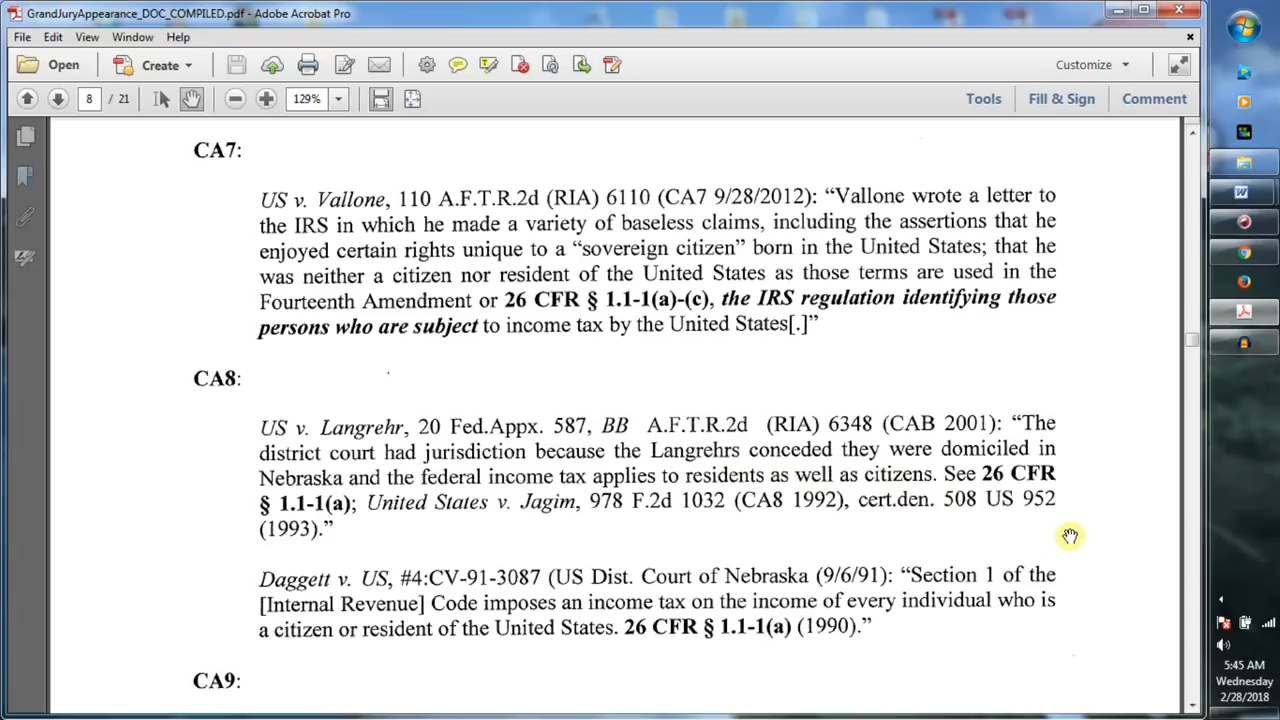 GrandJuryAppearance_DOC_COMPILED.pdf - Adobe Acrobat Pro
File Edit View Window Help
Open Create Customize
8 / 21 129% Tools Fill & Sign Comment
CA7:
US v. Vallone, 110 A.F.T.R.2d (RIA) 6110 (CA7 9/28/2012): “Vallone wrote a letter to
the IRS in which he made a variety of baseless claims, including the assertions that he
enjoyed certain rights unique to a “sovereign citizen” born in the United States; that he
was neither a citizen nor resident of the United States as those terms are used in the
Fourteenth Amendment or 26 CFR § 1.1-1(a)-(c), the IRS regulation identifying those
persons who are subject to income tax by the United States[.]”
CA8:
US v. Langrehr, 20 Fed.Appx. 587, BB A.F.T.R.2d (RIA) 6348 (CAB 2001): “The
district court had jurisdiction because the Langrehrs conceded they were domiciled in
Nebraska and the federal income tax applies to residents as well as citizens. See 26 CFR
§ 1.1-1(a); United States v. Jagim, 978 F.2d 1032 (CA8 1992), cert.den. 508 US 952
(1993).”
Daggett v. US, #4:CV-91-3087 (US Dist. Court of Nebraska (9/6/91): “Section 1 of the
[Internal Revenue] Code imposes an income tax on the income of every individual who is
a citizen or resident of the United States. 26 CFR § 1.1-1(a) (1990).”
CA9:
5:45 AM
Wednesday
2/28/2018